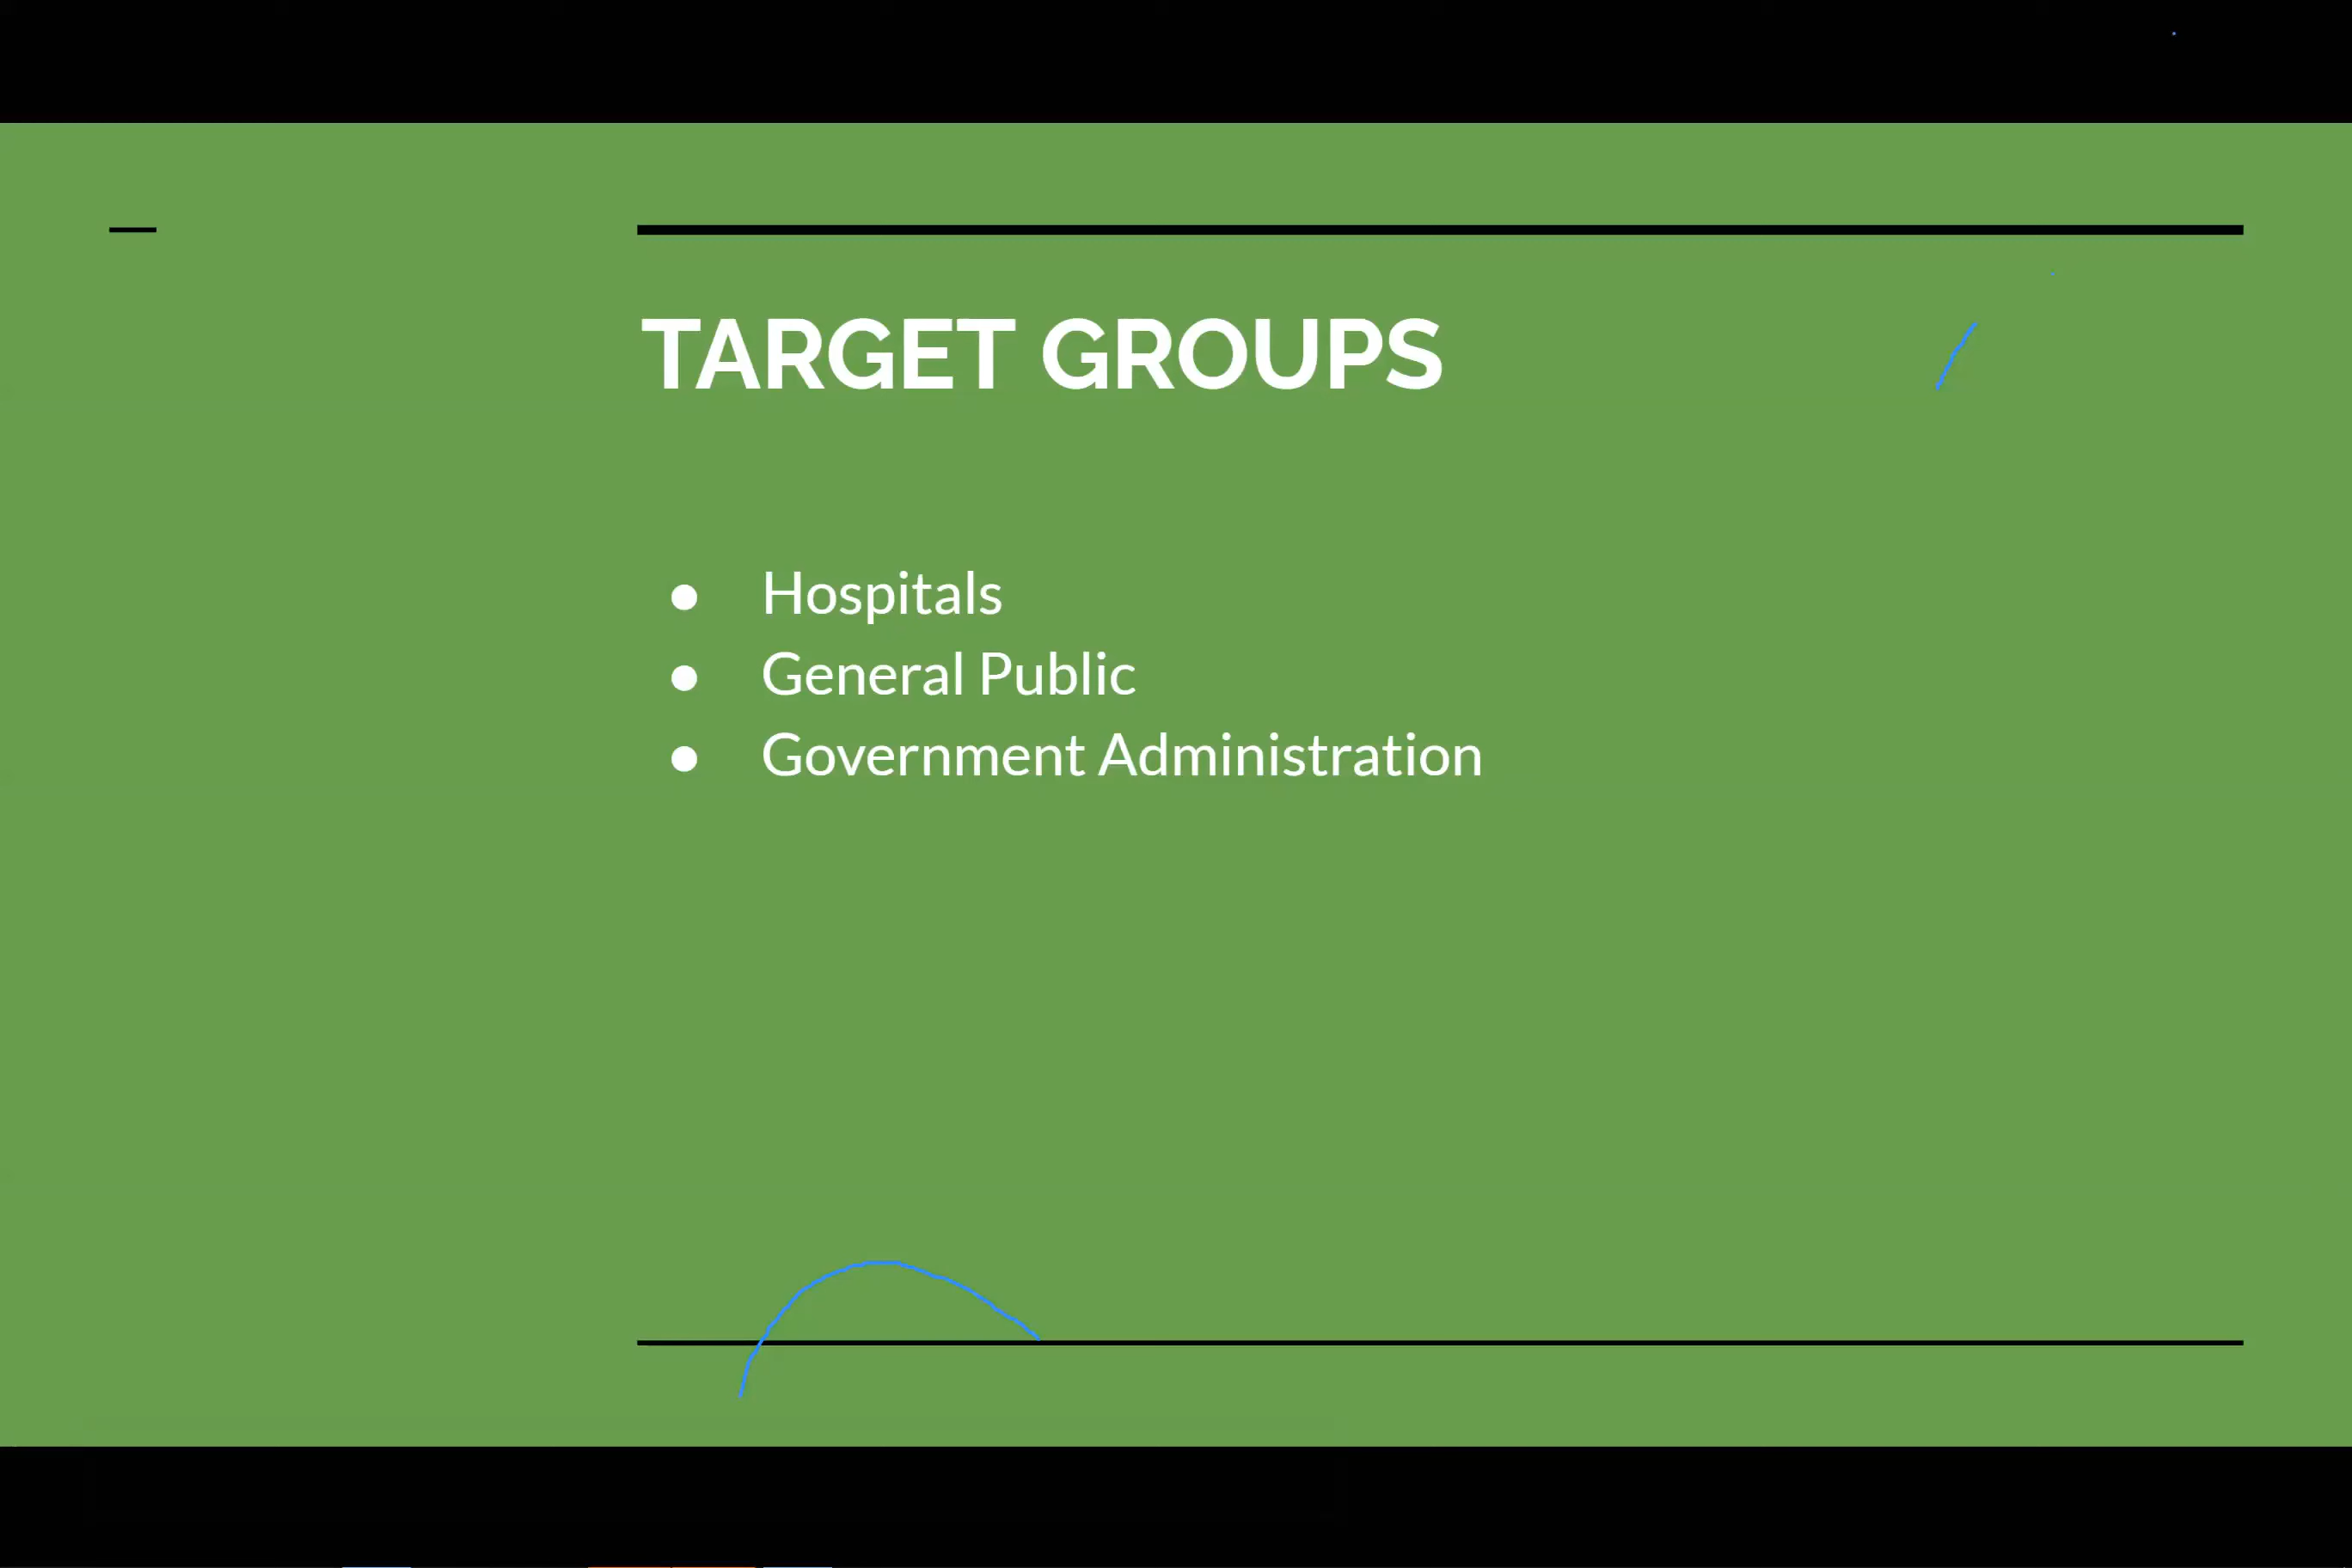 TARGET GROUPS
● Hospitals
● General Public
● Government Administration